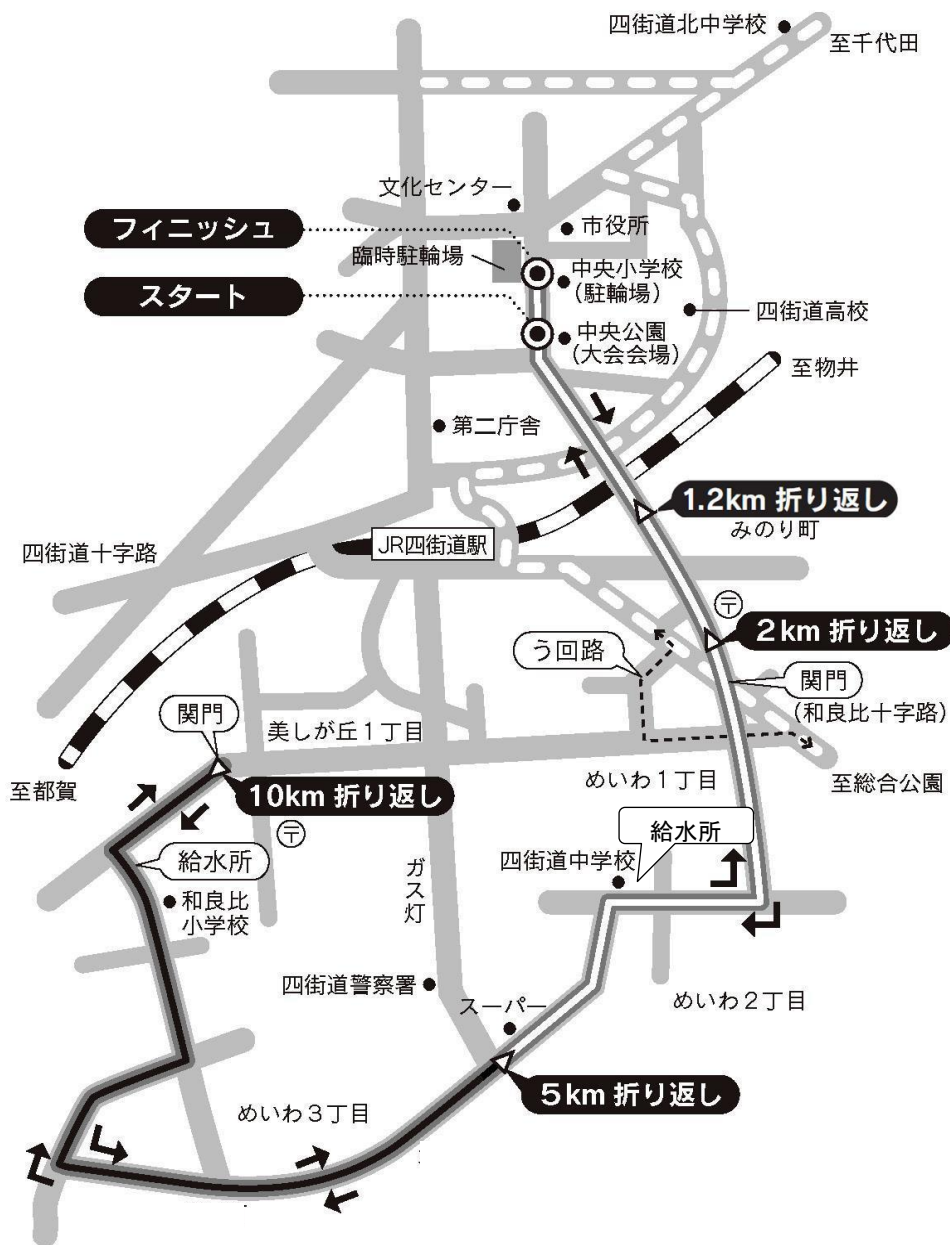 四街道北中学校
至千代田
文化センター
フィニッシュ
市役所
臨時駐輪場
中央小学校
(駐輪場)
スタート
四街道高校
中央公園
(大会会場)
至物井
第二庁舎
1.2km 折り返し
みのり町
JR四街道駅
四街道十字路
〒
2km 折り返し
う回路
関門
(和良比十字路)
関門
美しが丘1丁目
至都賀
めいわ1丁目
至総合公園
10km 折り返し
〒
給水所
四街道中学校
給水所
ガス灯
和良比
小学校
四街道警察署
スーパー
めいわ2丁目
5km 折り返し
めいわ3丁目